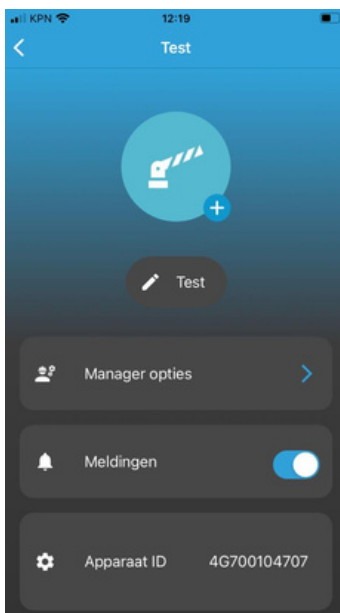 KPN 12:19
Test
Test
Manager opties
Meldingen
Apparaat ID 4G700104707